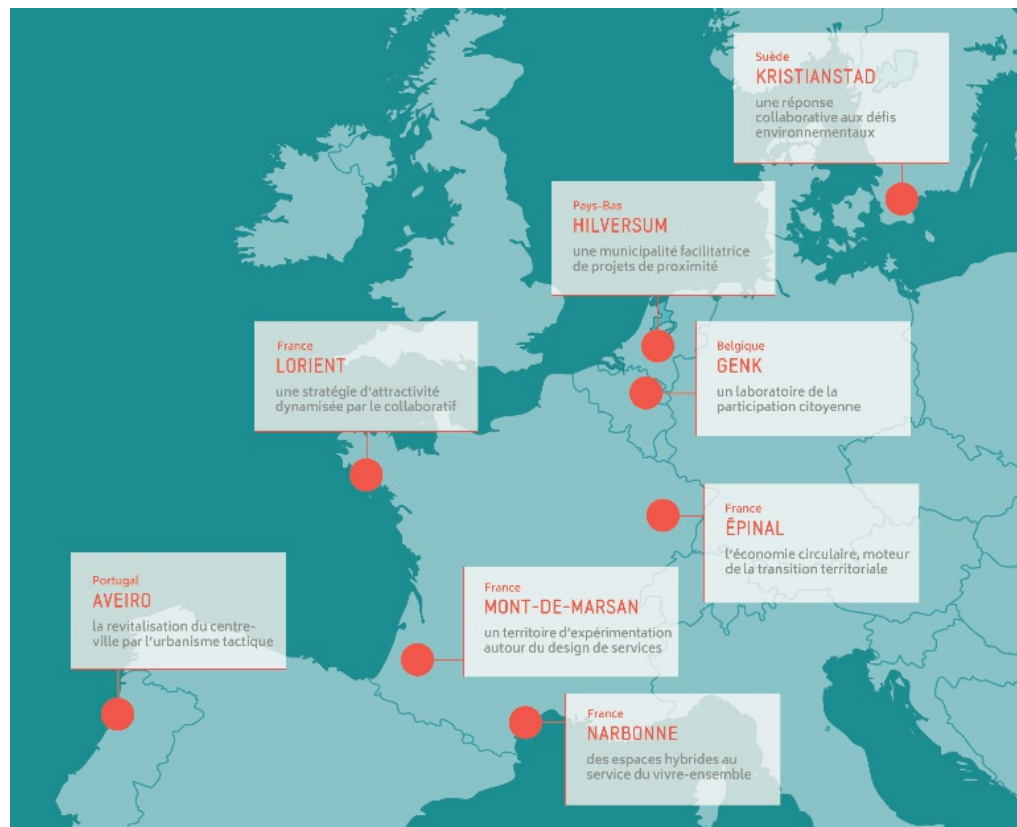 Suède
KRISTIANSTAD
une réponse
collaborative aux défis
environnementaux
Pays-Bas
HILVERSUM
une municipalité facilitatrice
de projets de proximité
France
LORIENT
une stratégie d'attractivité
dynamisée par le collaboratif
Belgique
GENK
un laboratoire de la
participation citoyenne
France
ÉPINAL
l'économie circulaire, moteur
de la transition territoriale
Portugal
AVEIRO
la revitalisation du centre-
ville par l'urbanisme tactique
France
MONT-DE-MARSAN
un territoire d'expérimentation
autour du design de services
France
NARBONNE
des espaces hybrides au
service du vivre-ensemble